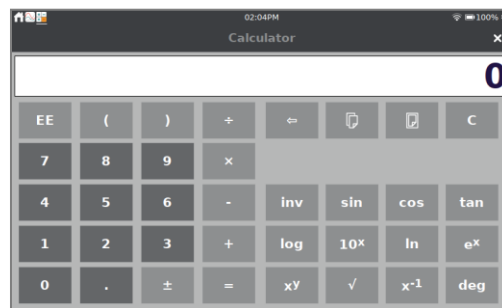 02:04PM 100%
Calculator ×
0
EE ( ) ÷ ⇦ C
7 8 9 ×
4 5 6 - inv sin cos tan
1 2 3 + log 10ˣ ln eˣ
0 . ± = xʸ √ x⁻¹ deg